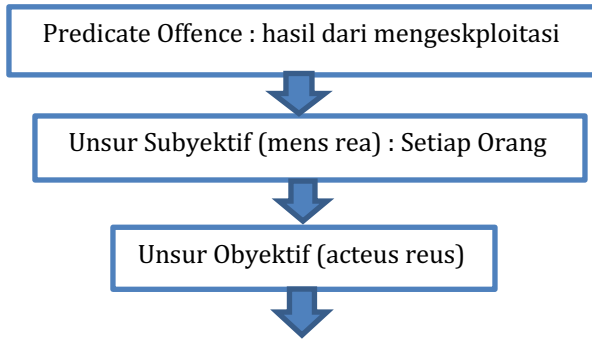 Predicate Offence : hasil dari mengeskploitasi
Unsur Subyektif (mens rea) : Setiap Orang
Unsur Obyektif (acteus reus)